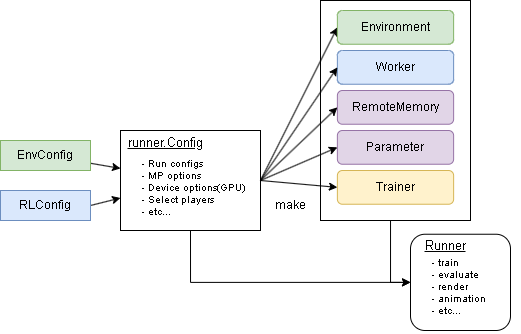 EnvConfig
RLConfig
runner.Config
- Run configs
- MP options
- Device options(GPU)
- Select players
- etc...
make
Environment
Worker
RemoteMemory
Parameter
Trainer
Runner
- train
- evaluate
- render
- animation
- etc...